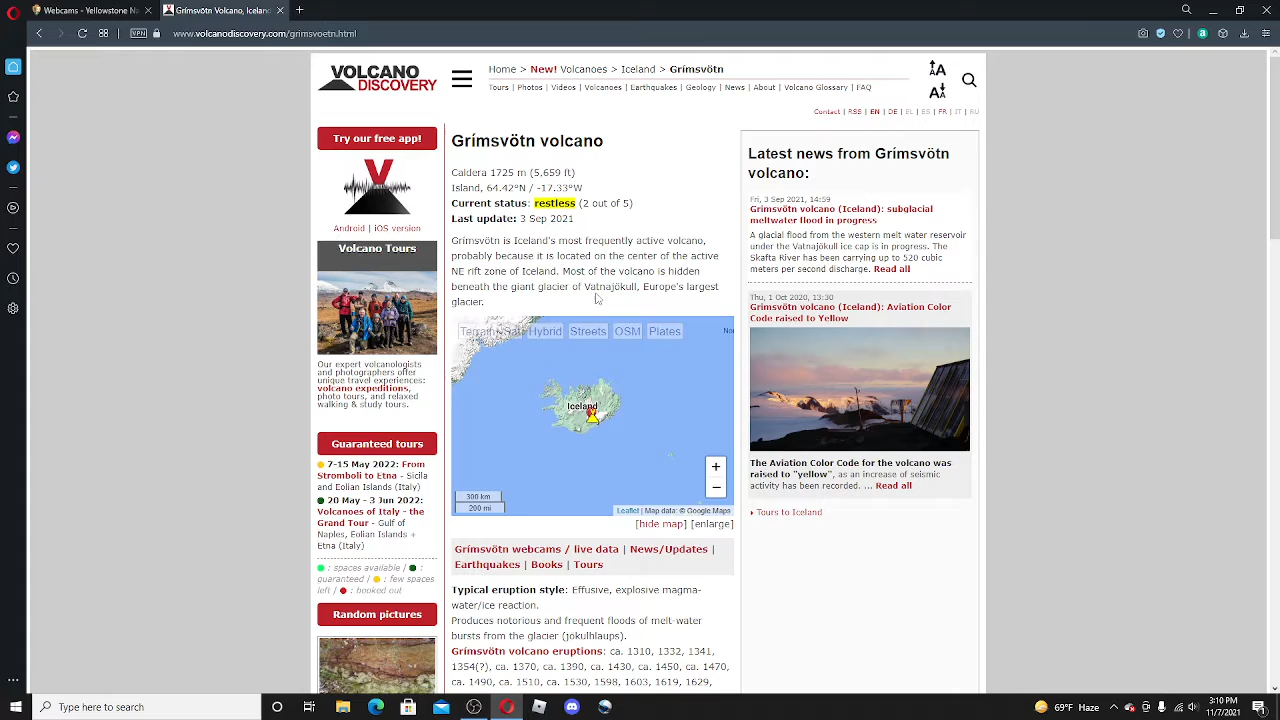 Webcams - Yellowstone Na
Grímsvötn Volcano, Iceland
VPN
www.volcanodiscovery.com/grimsvoetn.html
VOLCANO
DISCOVERY
Home > New! Volcanoes > Iceland > Grímsvötn
Tours | Photos | Videos | Volcanoes | Earthquakes | Geology | News | About | Volcano Glossary | FAQ
Contact | RSS | EN | DE | EL | ES | FR | IT | RU
Try our free app!
Android | iOS version
Volcano Tours
Our expert volcanologists
and photographers offer
unique travel experiences:
volcano expeditions,
photo tours, and relaxed
walking & study tours.
Guaranteed tours
7-15 May 2022: From
Stromboli to Etna - Sicila
and Eolian Islands (Italy)
20 May - 3 Jun 2022:
Volcanoes of Italy - the
Grand Tour - Gulf of
Naples, Eolian Islands +
Etna (Italy)
: spaces available / :
guaranteed / : few spaces
left / : booked out
Random pictures
Grímsvötn volcano
Caldera 1725 m (5,659 ft)
Island, 64.42°N / -17.33°W
Current status: restless (2 out of 5)
Last update: 3 Sep 2021
Grímsvötn is Iceland's most frequently active volcano,
probably because it is located on the center of the active
NE rift zone of Iceland. Most of the volcano is hidden
beneath the giant glacier of Vatnajökull, Europe's largest
glacier.
Hybrid Streets OSM Plates
Iceland
+
−
300 km
200 mi
Leaflet | Map data: © Google Maps
[hide map] [enlarge]
Grímsvötn webcams / live data | News/Updates |
Earthquakes | Books | Tours
Typical eruption style: Effusive, explosive magma-
water/ice reaction.
Produces notorious and frequent floods of melt-water
bursts from the glacier (jokulhlaups).
Grímsvötn volcano eruptions: ca. 1310, 1332, 1341,
1354(?), ca. 1370, ca. 1390, ca. 1430, ca. 1450, ca. 1470,
ca. 1490, ca. 1510, ca. 1530, 1598, 1603, 1619, 1629,
Latest news from Grímsvötn
volcano:
Fri, 3 Sep 2021, 14:59
Grímsvötn volcano (Iceland): subglacial
meltwater flood in progress
A glacial flood from the western melt water reservoir
under the Vatnajökull ice cap is in progress. The
Skafta River has been carrying up to 520 cubic
meters per second discharge. Read all
Thu, 1 Oct 2020, 13:30
Grimsvötn volcano (Iceland): Aviation Color
Code raised to Yellow
The Aviation Color Code for the volcano was
raised to "yellow", as an increase of seismic
activity has been recorded. ... Read all
Tours to Iceland
Type here to search
69°F Haze
3:10 PM
11/7/2021